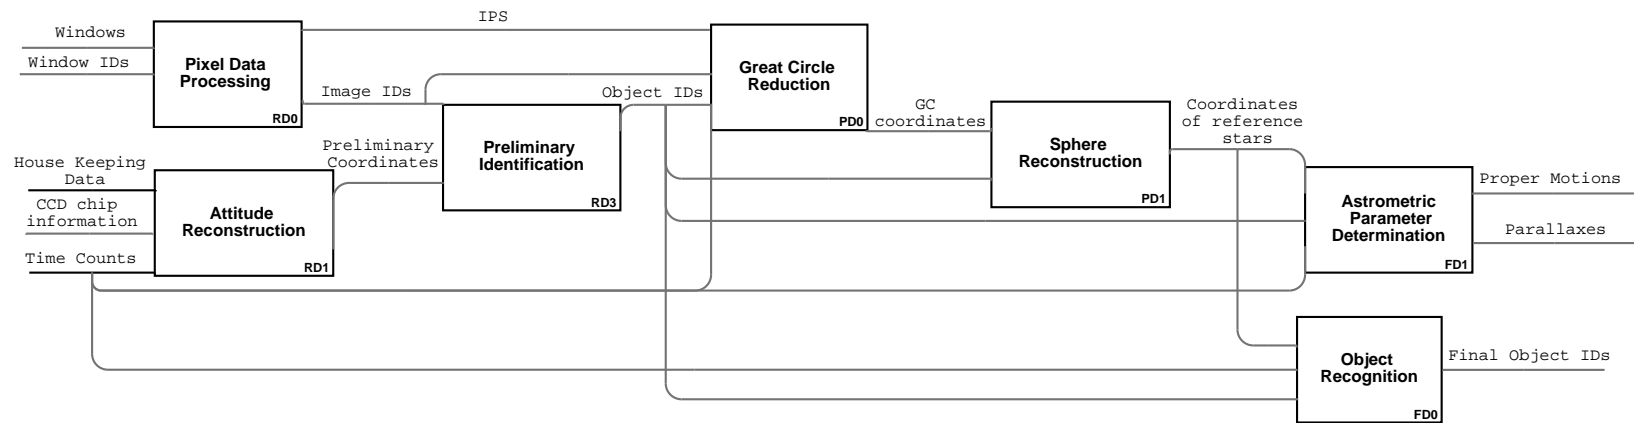 IPS
Windows
Window IDs
Pixel Data
Processing
RD0
Image IDs
Object IDs
Great Circle
Reduction
PD0
Preliminary
Coordinates
Preliminary
Identification
RD3
GC
coordinates
Sphere
Reconstruction
PD1
Coordinates
of reference
stars
House Keeping
Data
CCD chip
information
Time Counts
Attitude
Reconstruction
RD1
Astrometric
Parameter
Determination
FD1
Proper Motions
Parallaxes
Object
Recognition
FD0
Final Object IDs